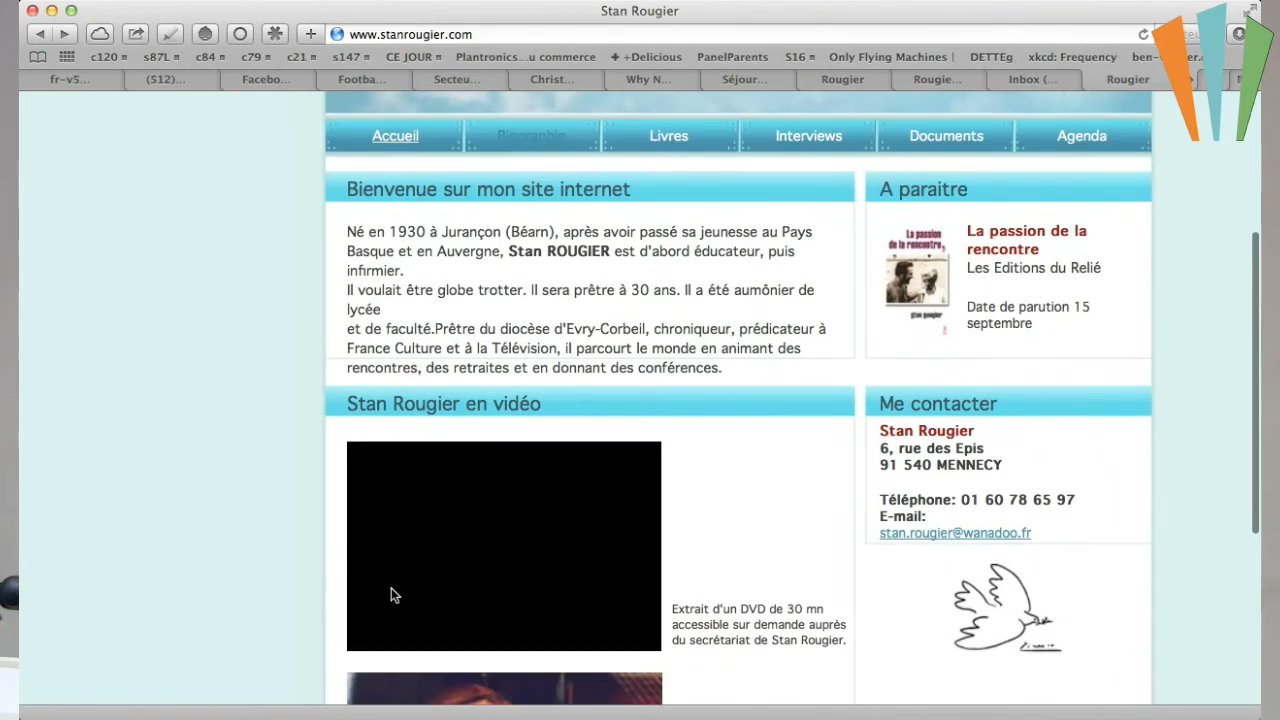 Stan Rougier
www.stanrougier.com
c120 s87L c84 c79 c21 s147 CE JOUR Plantronics...u commerce + +Delicious PanelParents S16 Only Flying Machines | DETTEg xkcd: Frequency
fr-v5... (512)... Facebo... Footba... Secteu... Christ... Why N... Séjour... Rougier Rougie... Inbox (... Rougier
Accueil Biographie Livres Interviews Documents Agenda
Bienvenue sur mon site internet
Né en 1930 à Jurançon (Béarn), après avoir passé sa jeunesse au Pays
Basque et en Auvergne, Stan ROUGIER est d'abord éducateur, puis
infirmier.
Il voulait être globe trotter. Il sera prêtre à 30 ans. Il a été aumônier de
lycée
et de faculté.Prêtre du diocèse d'Evry-Corbeil, chroniqueur, prédicateur à
France Culture et à la Télévision, il parcourt le monde en animant des
rencontres, des retraites et en donnant des conférences.
A paraitre
La passion
de la rencontre,
stan rougier
La passion de la
rencontre
Les Editions du Relié
Date de parution 15
septembre
Stan Rougier en vidéo
Extrait d'un DVD de 30 mn
accessible sur demande auprès
du secrétariat de Stan Rougier.
Me contacter
Stan Rougier
6, rue des Epis
91 540 MENNECY
Téléphone: 01 60 78 65 97
E-mail:
stan.rougier@wanadoo.fr